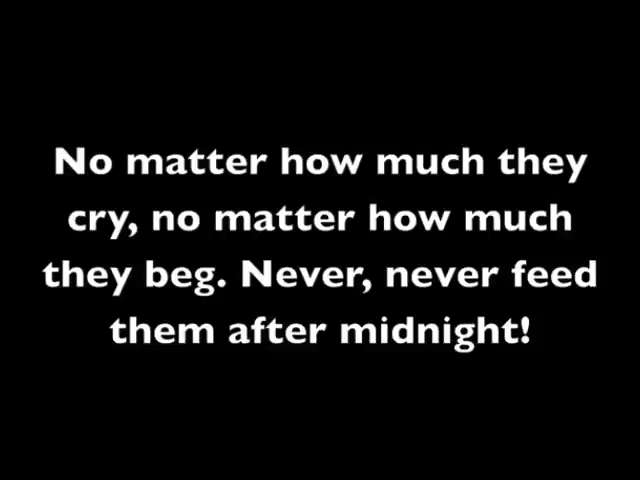 No matter how much they
cry, no matter how much
they beg. Never, never feed
them after midnight!